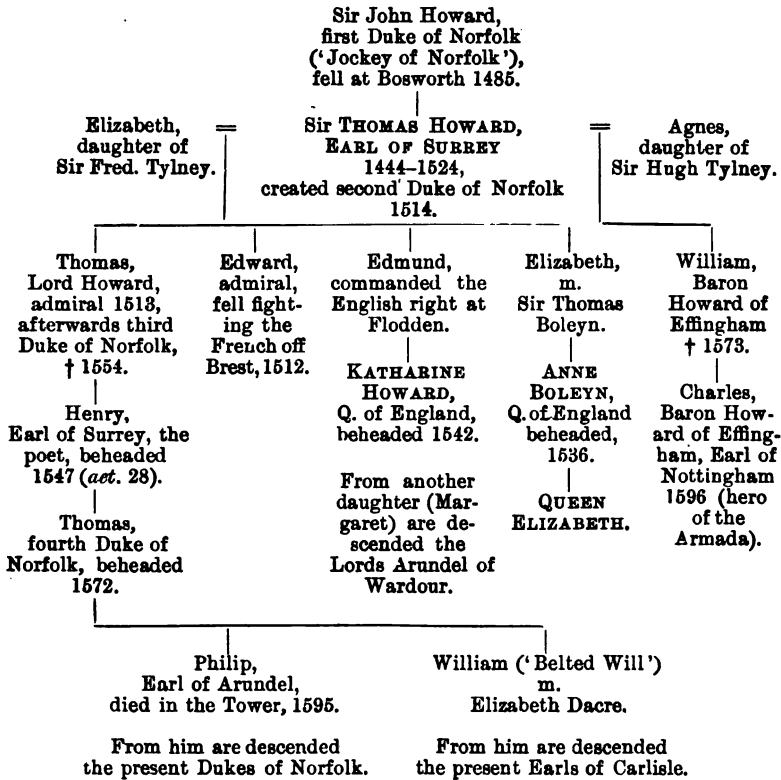 Sir John Howard,
first Duke of Norfolk
(‘Jockey of Norfolk’),
fell at Bosworth 1485.
Elizabeth,
daughter of
Sir Fred. Tylney.
=
Sir THOMAS HOWARD,
EARL OF SURREY
1444–1524,
created second Duke of Norfolk
1514.
=
Agnes,
daughter of
Sir Hugh Tylney.
Thomas,
Lord Howard,
admiral 1513,
afterwards third
Duke of Norfolk,
† 1554.
Henry,
Earl of Surrey, the
poet, beheaded
1547 (aet. 28).
Thomas,
fourth Duke of
Norfolk, beheaded
1572.
Edward,
admiral,
fell fight-
ing the
French off
Brest, 1512.
Edmund,
commanded the
English right at
Flodden.
KATHARINE
HOWARD,
Q. of England,
beheaded 1542.
From another
daughter (Mar-
garet) are de-
scended the
Lords Arundel of
Wardour.
Elizabeth,
m.
Sir Thomas
Boleyn.
ANNE
BOLEYN,
Q. of England
beheaded,
1536.
QUEEN
ELIZABETH.
William,
Baron
Howard of
Effingham
† 1573.
Charles,
Baron How-
ard of Effing-
ham, Earl of
Nottingham
1596 (hero
of the
Armada).
Philip,
Earl of Arundel,
died in the Tower, 1595.
From him are descended
the present Dukes of Norfolk.
William (‘Belted Will’)
m.
Elizabeth Dacre.
From him are descended
the present Earls of Carlisle.